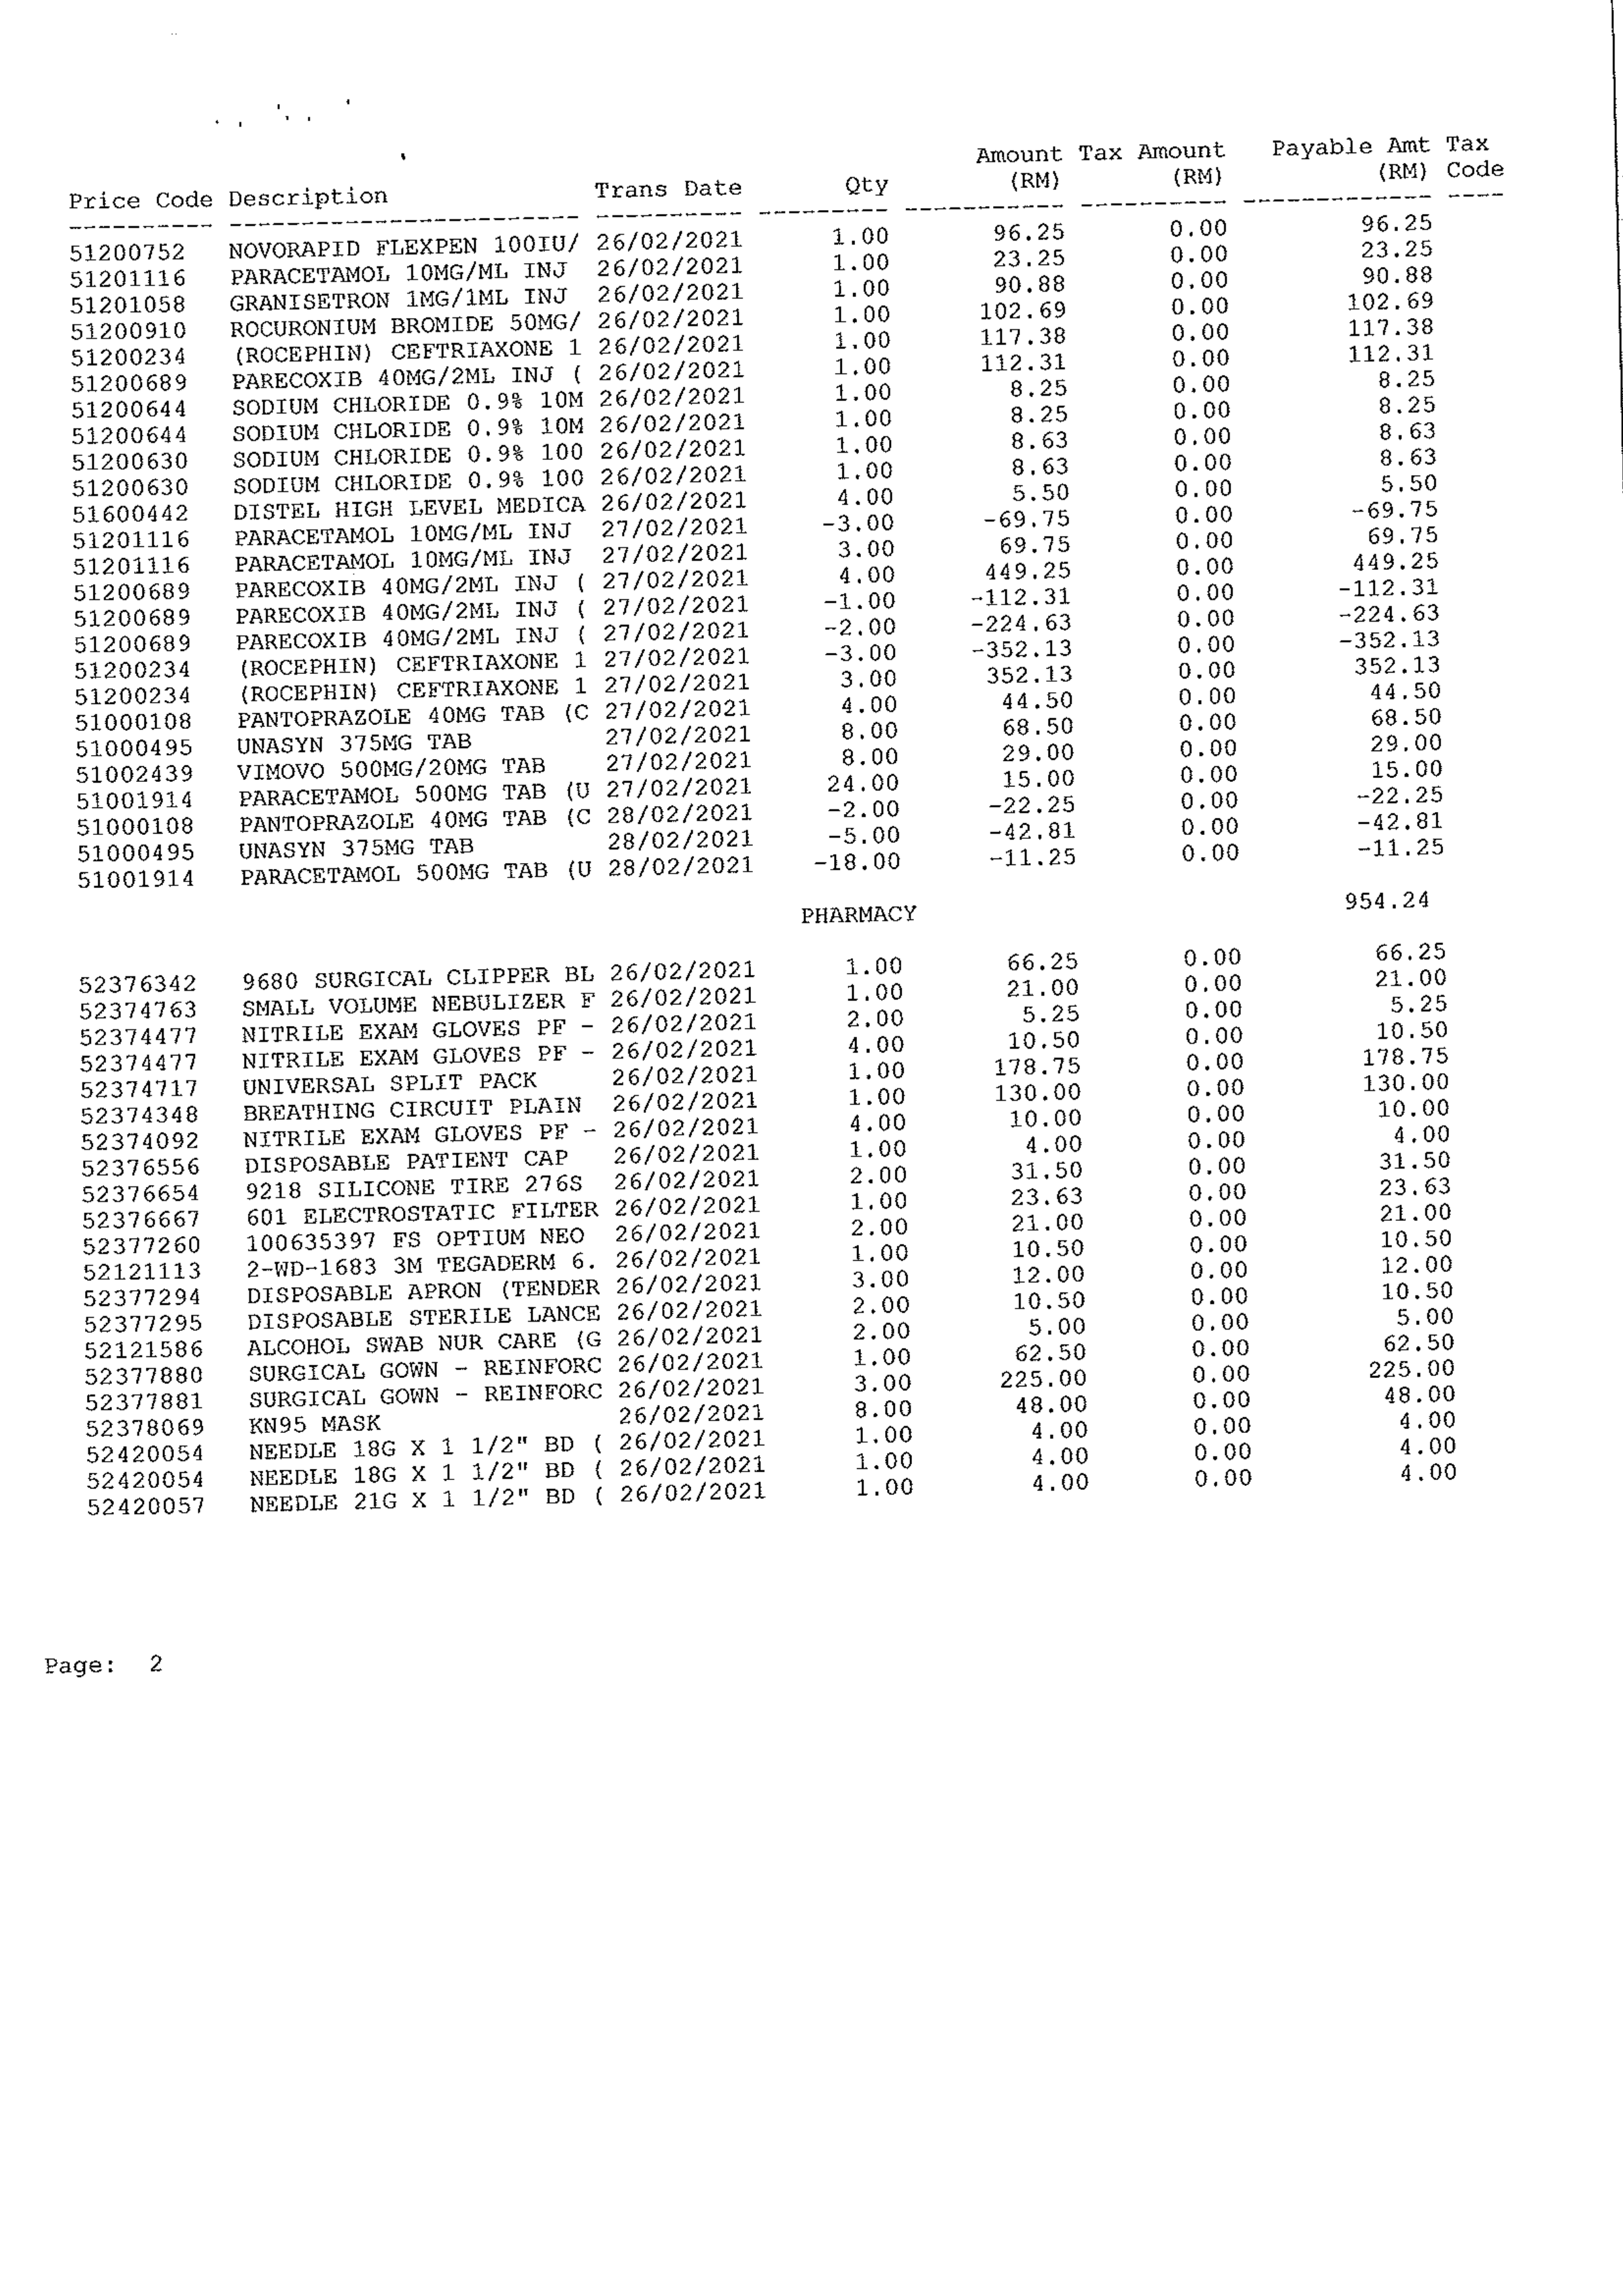 Amount Tax Amount Payable Amt Tax
Price Code Description Trans Date Qty (RM) (RM) (RM) Code
51200752 NOVORAPID FLEXPEN 100IU/ 26/02/2021 1.00 96.25 0.00 96.25
51201116 PARACETAMOL 10MG/ML INJ 26/02/2021 1.00 23.25 0.00 23.25
51201058 GRANISETRON 1MG/1ML INJ 26/02/2021 1.00 90.88 0.00 90.88
51200910 ROCURONIUM BROMIDE 50MG/ 26/02/2021 1.00 102.69 0.00 102.69
51200234 (ROCEPHIN) CEFTRIAXONE 1 26/02/2021 1.00 117.38 0.00 117.38
51200689 PARECOXIB 40MG/2ML INJ ( 26/02/2021 1.00 112.31 0.00 112.31
51200644 SODIUM CHLORIDE 0.9% 10M 26/02/2021 1.00 8.25 0.00 8.25
51200644 SODIUM CHLORIDE 0.9% 10M 26/02/2021 1.00 8.25 0.00 8.25
51200630 SODIUM CHLORIDE 0.9% 100 26/02/2021 1.00 8.63 0.00 8.63
51200630 SODIUM CHLORIDE 0.9% 100 26/02/2021 1.00 8.63 0.00 8.63
51600442 DISTEL HIGH LEVEL MEDICA 26/02/2021 4.00 5.50 0.00 5.50
51201116 PARACETAMOL 10MG/ML INJ 27/02/2021 -3.00 -69.75 0.00 -69.75
51201116 PARACETAMOL 10MG/ML INJ 27/02/2021 3.00 69.75 0.00 69.75
51200689 PARECOXIB 40MG/2ML INJ ( 27/02/2021 4.00 449.25 0.00 449.25
51200689 PARECOXIB 40MG/2ML INJ ( 27/02/2021 -1.00 -112.31 0.00 -112.31
51200689 PARECOXIB 40MG/2ML INJ ( 27/02/2021 -2.00 -224.63 0.00 -224.63
51200234 (ROCEPHIN) CEFTRIAXONE 1 27/02/2021 -3.00 -352.13 0.00 -352.13
51200234 (ROCEPHIN) CEFTRIAXONE 1 27/02/2021 3.00 352.13 0.00 352.13
51000108 PANTOPRAZOLE 40MG TAB (C 27/02/2021 4.00 44.50 0.00 44.50
51000495 UNASYN 375MG TAB 27/02/2021 8.00 68.50 0.00 68.50
51002439 VIMOVO 500MG/20MG TAB 27/02/2021 8.00 29.00 0.00 29.00
51001914 PARACETAMOL 500MG TAB (U 27/02/2021 24.00 15.00 0.00 15.00
51000108 PANTOPRAZOLE 40MG TAB (C 28/02/2021 -2.00 -22.25 0.00 -22.25
51000495 UNASYN 375MG TAB 28/02/2021 -5.00 -42.81 0.00 -42.81
51001914 PARACETAMOL 500MG TAB (U 28/02/2021 -18.00 -11.25 0.00 -11.25
PHARMACY 954.24
52376342 9680 SURGICAL CLIPPER BL 26/02/2021 1.00 66.25 0.00 66.25
52374763 SMALL VOLUME NEBULIZER F 26/02/2021 1.00 21.00 0.00 21.00
52374477 NITRILE EXAM GLOVES PF - 26/02/2021 2.00 5.25 0.00 5.25
52374477 NITRILE EXAM GLOVES PF - 26/02/2021 4.00 10.50 0.00 10.50
52374717 UNIVERSAL SPLIT PACK 26/02/2021 1.00 178.75 0.00 178.75
52374348 BREATHING CIRCUIT PLAIN 26/02/2021 1.00 130.00 0.00 130.00
52374092 NITRILE EXAM GLOVES PF - 26/02/2021 4.00 10.00 0.00 10.00
52376556 DISPOSABLE PATIENT CAP 26/02/2021 1.00 4.00 0.00 4.00
52376654 9218 SILICONE TIRE 276S 26/02/2021 2.00 31.50 0.00 31.50
52376667 601 ELECTROSTATIC FILTER 26/02/2021 1.00 23.63 0.00 23.63
52377260 100635397 FS OPTIUM NEO 26/02/2021 2.00 21.00 0.00 21.00
52121113 2-WD-1683 3M TEGADERM 6. 26/02/2021 1.00 10.50 0.00 10.50
52377294 DISPOSABLE APRON (TENDER 26/02/2021 3.00 12.00 0.00 12.00
52377295 DISPOSABLE STERILE LANCE 26/02/2021 2.00 10.50 0.00 10.50
52121586 ALCOHOL SWAB NUR CARE (G 26/02/2021 2.00 5.00 0.00 5.00
52377880 SURGICAL GOWN - REINFORC 26/02/2021 1.00 62.50 0.00 62.50
52377881 SURGICAL GOWN - REINFORC 26/02/2021 3.00 225.00 0.00 225.00
52378069 KN95 MASK 26/02/2021 8.00 48.00 0.00 48.00
52420054 NEEDLE 18G X 1 1/2" BD ( 26/02/2021 1.00 4.00 0.00 4.00
52420054 NEEDLE 18G X 1 1/2" BD ( 26/02/2021 1.00 4.00 0.00 4.00
52420057 NEEDLE 21G X 1 1/2" BD ( 26/02/2021 1.00 4.00 0.00 4.00
Page: 2